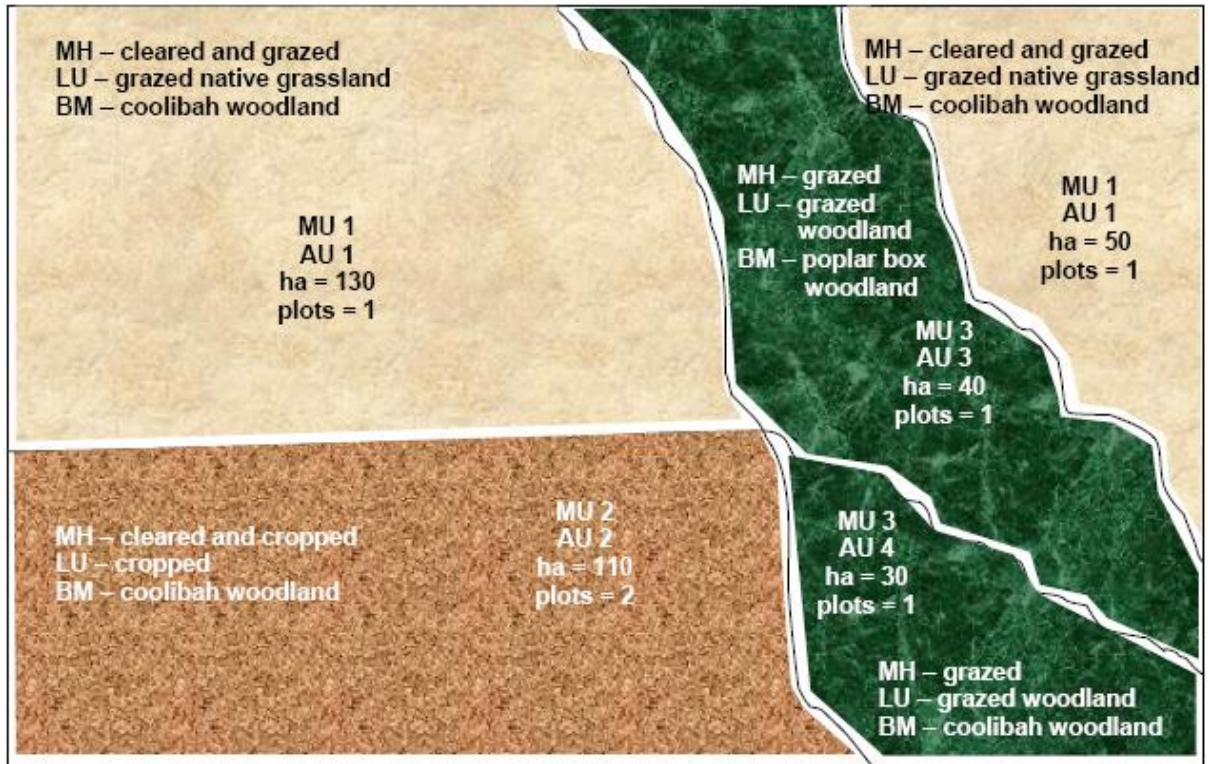 MH – cleared and grazed
LU – grazed native grassland
BM – coolibah woodland
MU 1
AU 1
ha = 130
plots = 1
MH – grazed
LU – grazed
woodland
BM – poplar box
woodland
MU 3
AU 3
ha = 40
plots = 1
MH – cleared and grazed
LU – grazed native grassland
BM – coolibah woodland
MU 1
AU 1
ha = 50
plots = 1
MH – cleared and cropped
LU – cropped
BM – coolibah woodland
MU 2
AU 2
ha = 110
plots = 2
MU 3
AU 4
ha = 30
plots = 1
MH – grazed
LU – grazed woodland
BM – coolibah woodland